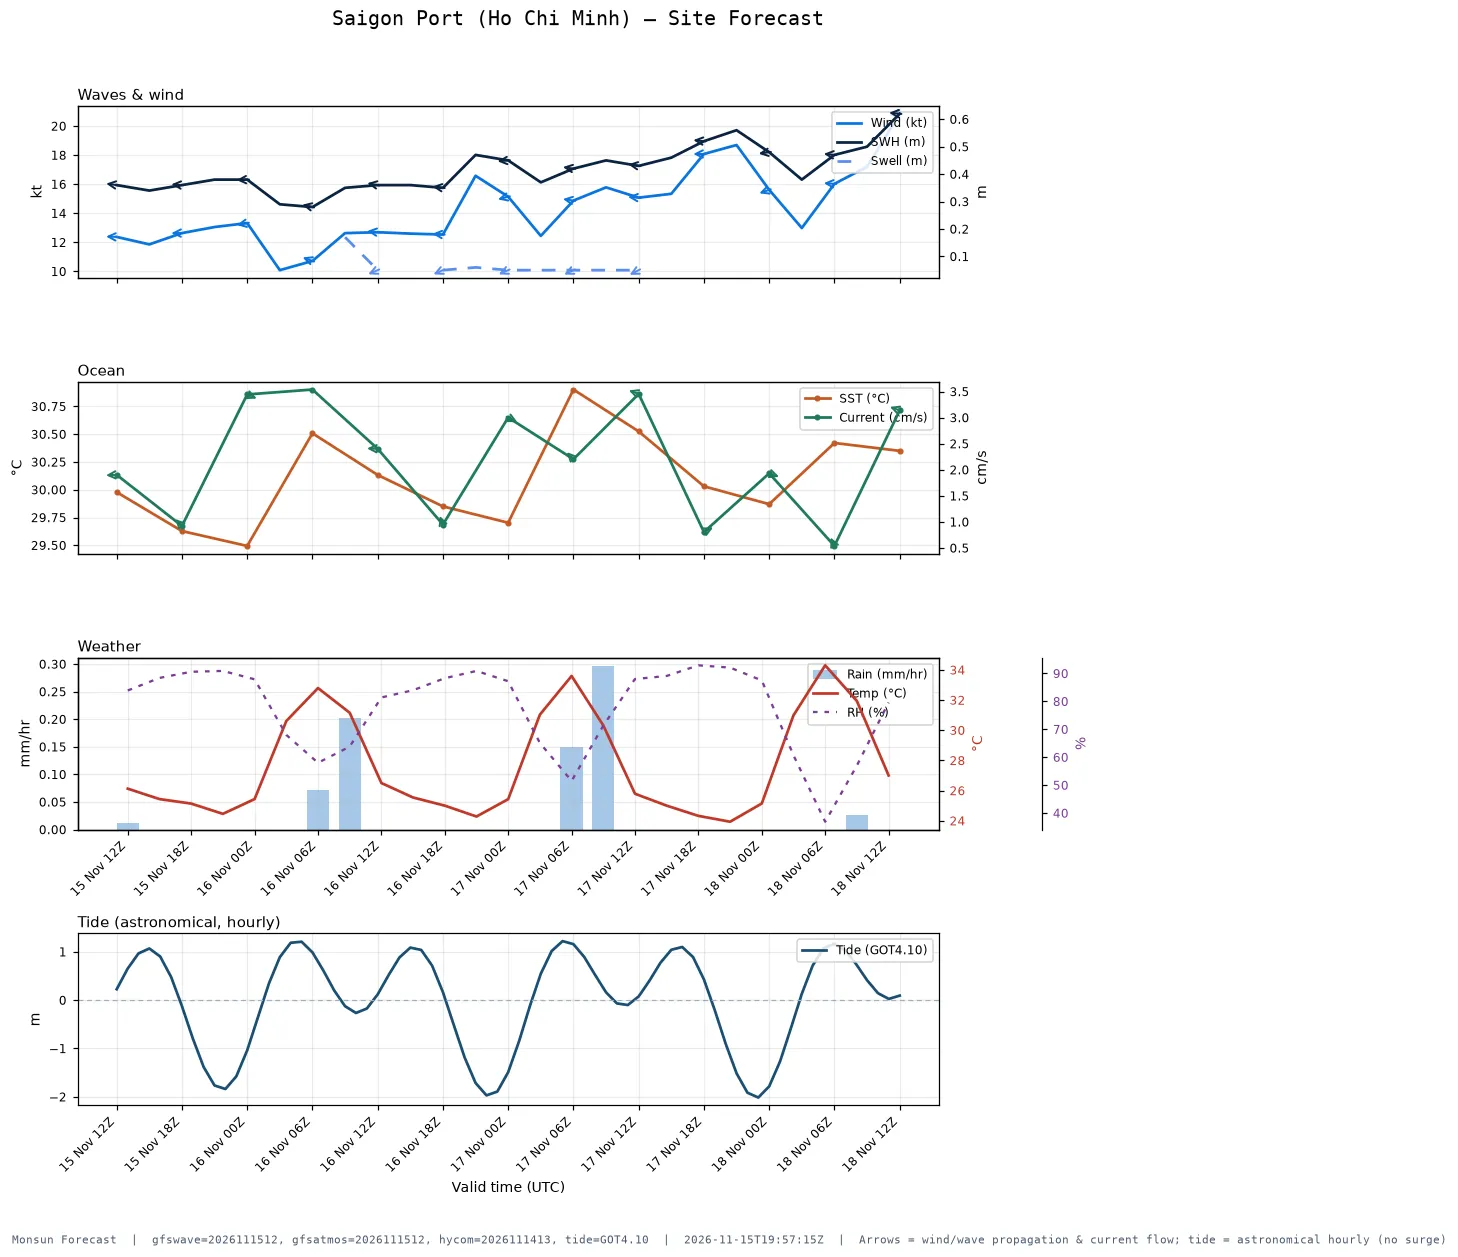 Saigon Port (Ho Chi Minh) — Site Forecast
Waves & wind
20
18
16
14
12
10
kt
Wind (kt)
SWH (m)
Swell (m)
0.6
0.5
0.4
0.3
0.2
0.1
m
Ocean
30.75
30.50
30.25
30.00
29.75
29.50
°C
SST (°C)
Current (cm/s)
3.5
3.0
2.5
2.0
1.5
1.0
0.5
cm/s
Weather
0.30
0.25
0.20
0.15
0.10
0.05
0.00
mm/hr
Rain (mm/hr)
Temp (°C)
RH (%)
34
32
30
28
26
24
°C
90
80
70
60
50
40
%
15 Nov 12Z
15 Nov 18Z
16 Nov 00Z
16 Nov 06Z
16 Nov 12Z
16 Nov 18Z
17 Nov 00Z
17 Nov 06Z
17 Nov 12Z
17 Nov 18Z
18 Nov 00Z
18 Nov 06Z
18 Nov 12Z
Tide (astronomical, hourly)
1
0
−1
−2
m
Tide (GOT4.10)
15 Nov 12Z
15 Nov 18Z
16 Nov 00Z
16 Nov 06Z
16 Nov 12Z
16 Nov 18Z
17 Nov 00Z
17 Nov 06Z
17 Nov 12Z
17 Nov 18Z
18 Nov 00Z
18 Nov 06Z
18 Nov 12Z
Valid time (UTC)
Monsun Forecast | gfswave=2026111512, gfsatmos=2026111512, hycom=2026111413, tide=GOT4.10 | 2026-11-15T19:57:15Z | Arrows = wind/wave propagation & current flow; tide = astronomical hourly (no surge)